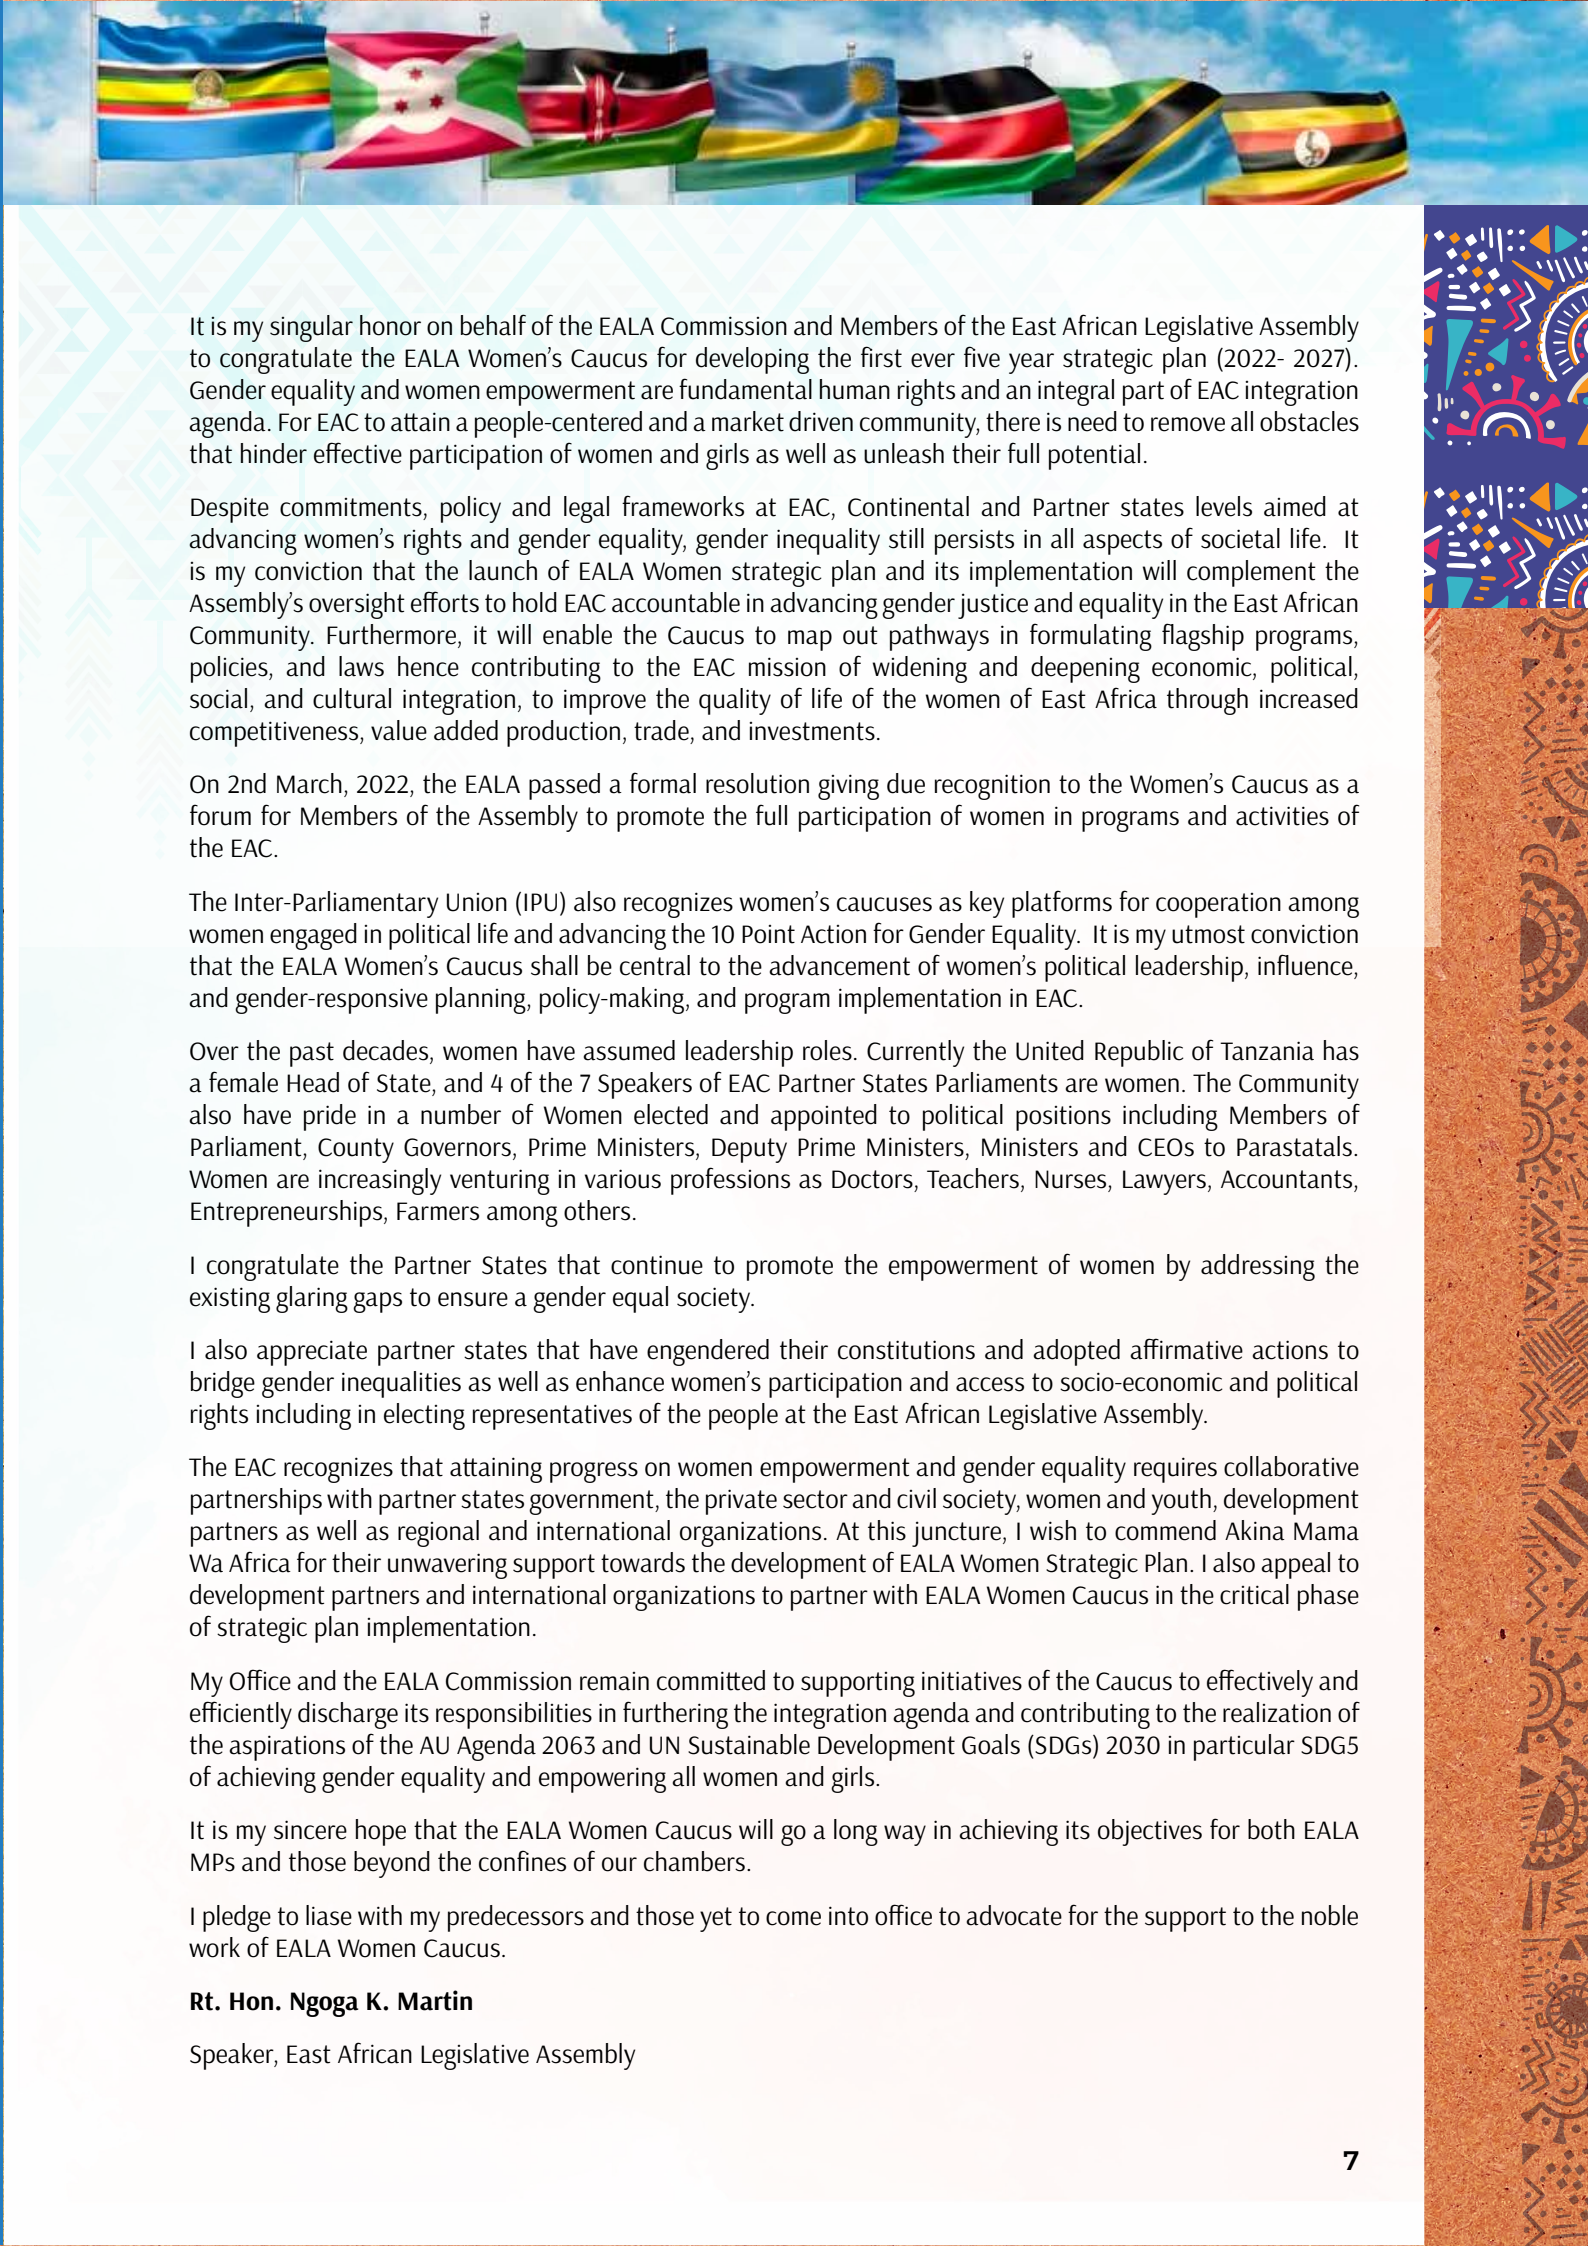 It is my singular honor on behalf of the EALA Commission and Members of the East African Legislative Assembly
to congratulate the EALA Women’s Caucus for developing the first ever five year strategic plan (2022- 2027).
Gender equality and women empowerment are fundamental human rights and an integral part of EAC integration
agenda. For EAC to attain a people-centered and a market driven community, there is need to remove all obstacles
that hinder effective participation of women and girls as well as unleash their full potential.
Despite commitments, policy and legal frameworks at EAC, Continental and Partner states levels aimed at
advancing women’s rights and gender equality, gender inequality still persists in all aspects of societal life.  It
is my conviction that the launch of EALA Women strategic plan and its implementation will complement the
Assembly’s oversight efforts to hold EAC accountable in advancing gender justice and equality in the East African
Community. Furthermore, it will enable the Caucus to map out pathways in formulating flagship programs,
policies, and laws hence contributing to the EAC mission of widening and deepening economic, political,
social, and cultural integration, to improve the quality of life of the women of East Africa through increased
competitiveness, value added production, trade, and investments.
On 2nd March, 2022, the EALA passed a formal resolution giving due recognition to the Women’s Caucus as a
forum for Members of the Assembly to promote the full participation of women in programs and activities of
the EAC.
The Inter-Parliamentary Union (IPU) also recognizes women’s caucuses as key platforms for cooperation among
women engaged in political life and advancing the 10 Point Action for Gender Equality.  It is my utmost conviction
that the EALA Women’s Caucus shall be central to the advancement of women’s political leadership, influence,
and gender-responsive planning, policy-making, and program implementation in EAC.
Over the past decades, women have assumed leadership roles. Currently the United Republic of Tanzania has
a female Head of State, and 4 of the 7 Speakers of EAC Partner States Parliaments are women. The Community
also have pride in a number of Women elected and appointed to political positions including Members of
Parliament, County Governors, Prime Ministers, Deputy Prime Ministers, Ministers and CEOs to Parastatals.
Women are increasingly venturing in various professions as Doctors, Teachers, Nurses, Lawyers, Accountants,
Entrepreneurships, Farmers among others.
I congratulate the Partner States that continue to promote the empowerment of women by addressing the
existing glaring gaps to ensure a gender equal society.
I also appreciate partner states that have engendered their constitutions and adopted affirmative actions to
bridge gender inequalities as well as enhance women’s participation and access to socio-economic and political
rights including in electing representatives of the people at the East African Legislative Assembly.
The EAC recognizes that attaining progress on women empowerment and gender equality requires collaborative
partnerships with partner states government, the private sector and civil society, women and youth, development
partners as well as regional and international organizations. At this juncture, I wish to commend Akina Mama
Wa Africa for their unwavering support towards the development of EALA Women Strategic Plan. I also appeal to
development partners and international organizations to partner with EALA Women Caucus in the critical phase
of strategic plan implementation.
My Office and the EALA Commission remain committed to supporting initiatives of the Caucus to effectively and
efficiently discharge its responsibilities in furthering the integration agenda and contributing to the realization of
the aspirations of the AU Agenda 2063 and UN Sustainable Development Goals (SDGs) 2030 in particular SDG5
of achieving gender equality and empowering all women and girls.
It is my sincere hope that the EALA Women Caucus will go a long way in achieving its objectives for both EALA
MPs and those beyond the confines of our chambers.
I pledge to liase with my predecessors and those yet to come into office to advocate for the support to the noble
work of EALA Women Caucus.
Rt. Hon. Ngoga K. Martin
Speaker, East African Legislative Assembly
7